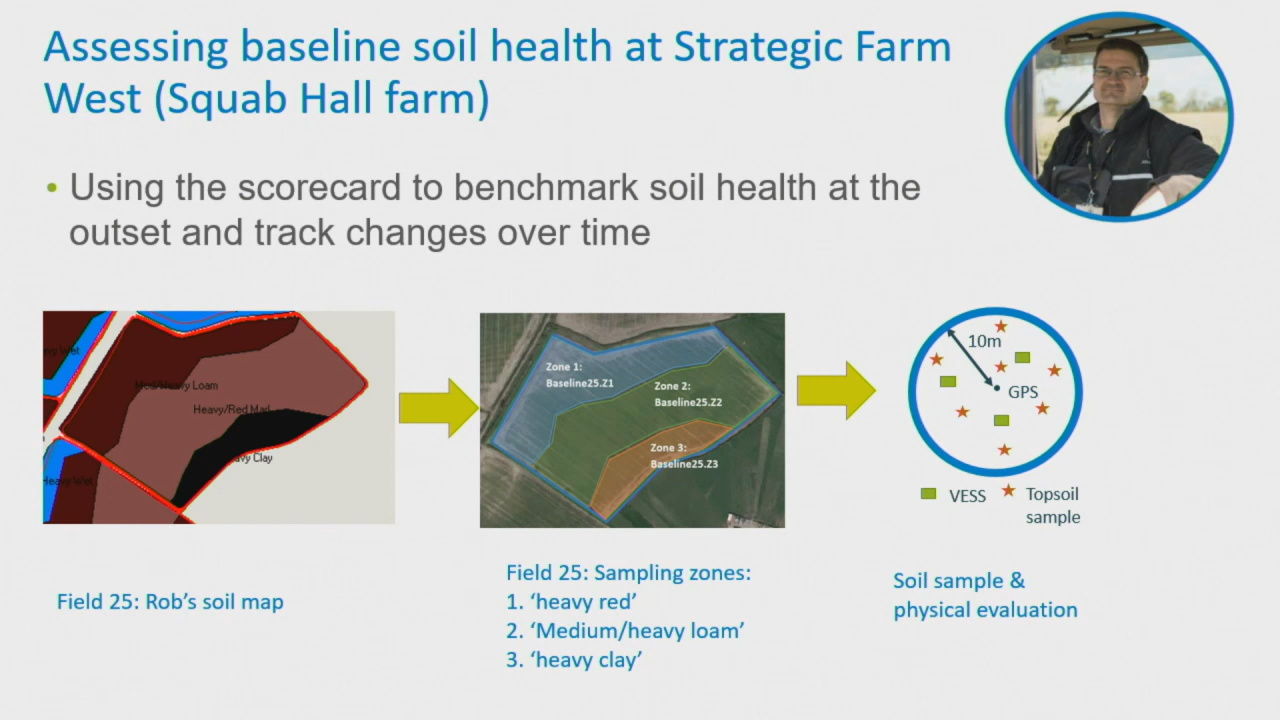 Assessing baseline soil health at Strategic Farm
West (Squab Hall farm)
• Using the scorecard to benchmark soil health at the
outset and track changes over time
Med/Heavy Loam
Heavy/Red Marl
Clay
Heavy Wet
Zone 1:
Baseline25.Z1
Zone 2:
Baseline25.Z2
Zone 3:
Baseline25.Z3
10m
GPS
VESS
Topsoil
sample
Field 25: Rob's soil map
Field 25: Sampling zones:
1. 'heavy red'
2. 'Medium/heavy loam'
3. 'heavy clay'
Soil sample &
physical evaluation